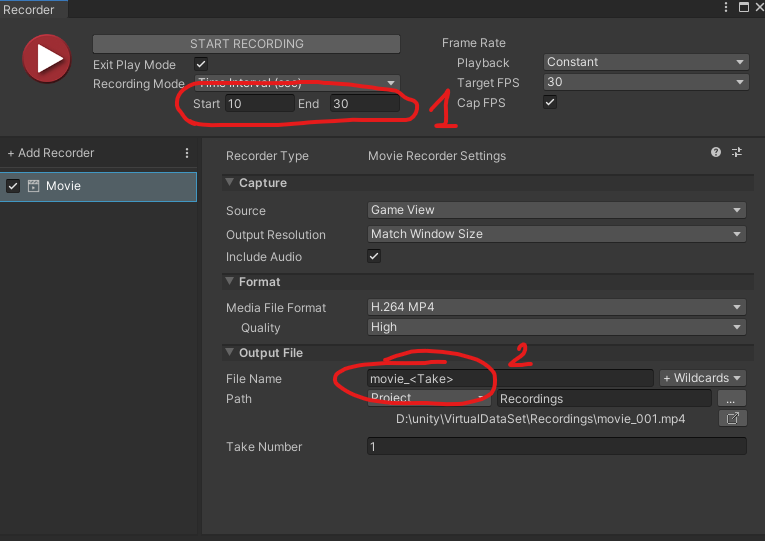 Recorder
START RECORDING
Exit Play Mode
Recording Mode Time Interval (sec)
Start 10 End 30
1
Frame Rate
Playback Constant
Target FPS 30
Cap FPS
+ Add Recorder
Movie
Recorder Type Movie Recorder Settings
Capture
Source Game View
Output Resolution Match Window Size
Include Audio
Format
Media File Format H.264 MP4
Quality High
Output File
2
File Name movie_<Take> + Wildcards
Path Project Recordings ...
D:\unity\VirtualDataSet\Recordings\movie_001.mp4
Take Number 1